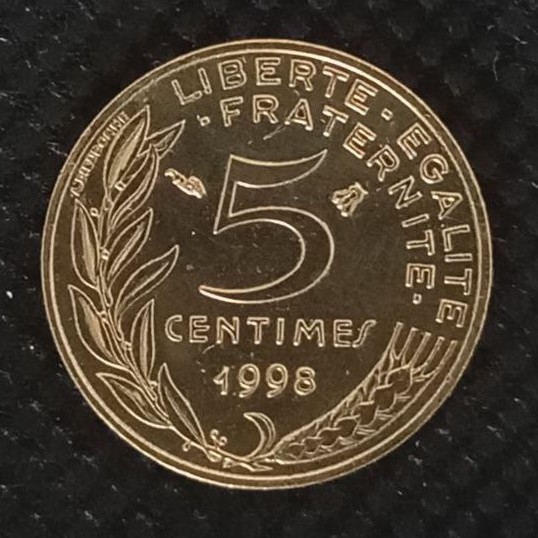 LIBERTE · EGALITE
· FRATERNITE ·
5
CENTIMES
1998